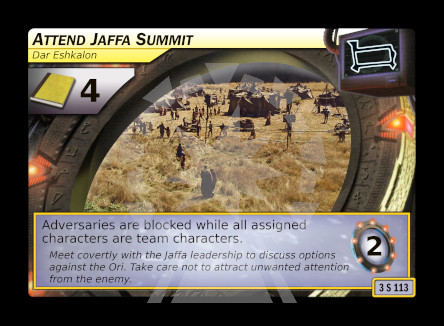 ATTEND JAFFA SUMMIT
Dar Eshkalon
4
Adversaries are blocked while all assigned
characters are team characters.
2
Meet covertly with the Jaffa leadership to discuss options
against the Ori. Take care not to attract unwanted attention
from the enemy.
3 S 113